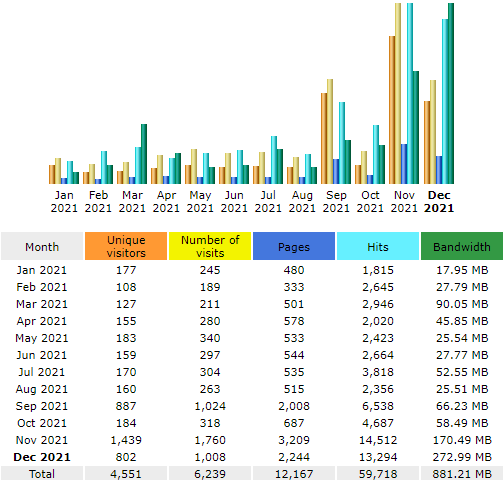 Jan Feb Mar Apr May Jun Jul Aug Sep Oct Nov Dec
2021 2021 2021 2021 2021 2021 2021 2021 2021 2021 2021 2021
Month Unique visitors Number of visits Pages Hits Bandwidth
Jan 2021 177 245 480 1,815 17.95 MB
Feb 2021 108 189 333 2,645 27.79 MB
Mar 2021 127 211 501 2,946 90.05 MB
Apr 2021 155 280 578 2,020 45.85 MB
May 2021 183 340 533 2,423 25.54 MB
Jun 2021 159 297 544 2,664 27.77 MB
Jul 2021 170 304 535 3,818 52.55 MB
Aug 2021 160 263 515 2,356 25.51 MB
Sep 2021 887 1,024 2,008 6,538 66.23 MB
Oct 2021 184 318 687 4,687 58.49 MB
Nov 2021 1,439 1,760 3,209 14,512 170.49 MB
Dec 2021 802 1,008 2,244 13,294 272.99 MB
Total 4,551 6,239 12,167 59,718 881.21 MB